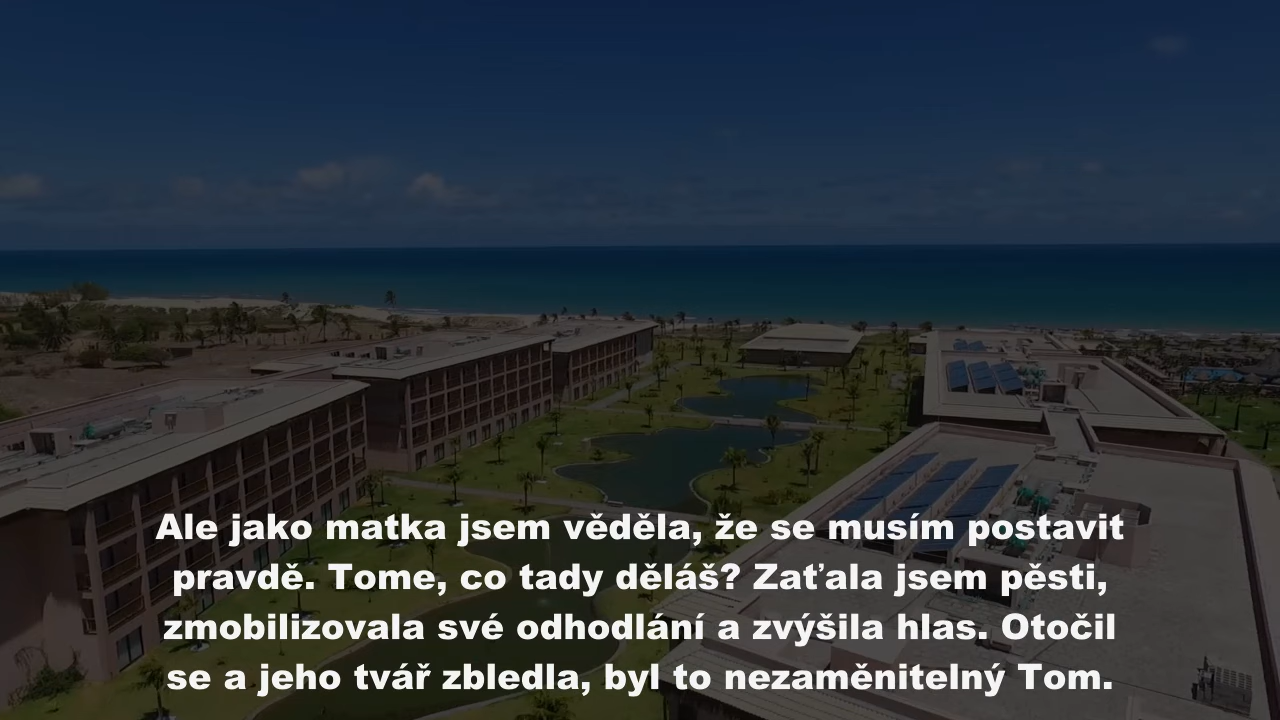 Ale jako matka jsem věděla, že se musím postavit
pravdě. Tome, co tady děláš? Zaťala jsem pěsti,
zmobilizovala své odhodlání a zvýšila hlas. Otočil
se a jeho tvář zbledla, byl to nezaměnitelný Tom.